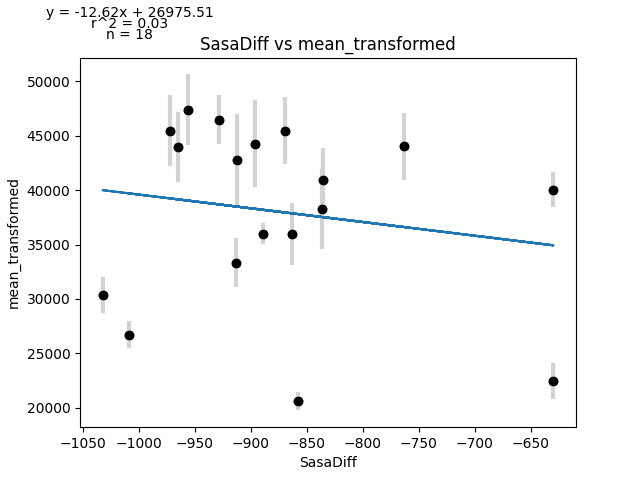 y = -12.62x + 26975.51
r^2 = 0.03
n = 18
SasaDiff vs mean_transformed
50000
45000
40000
35000
30000
25000
20000
mean_transformed
−1050 −1000 −950 −900 −850 −800 −750 −700 −650
SasaDiff